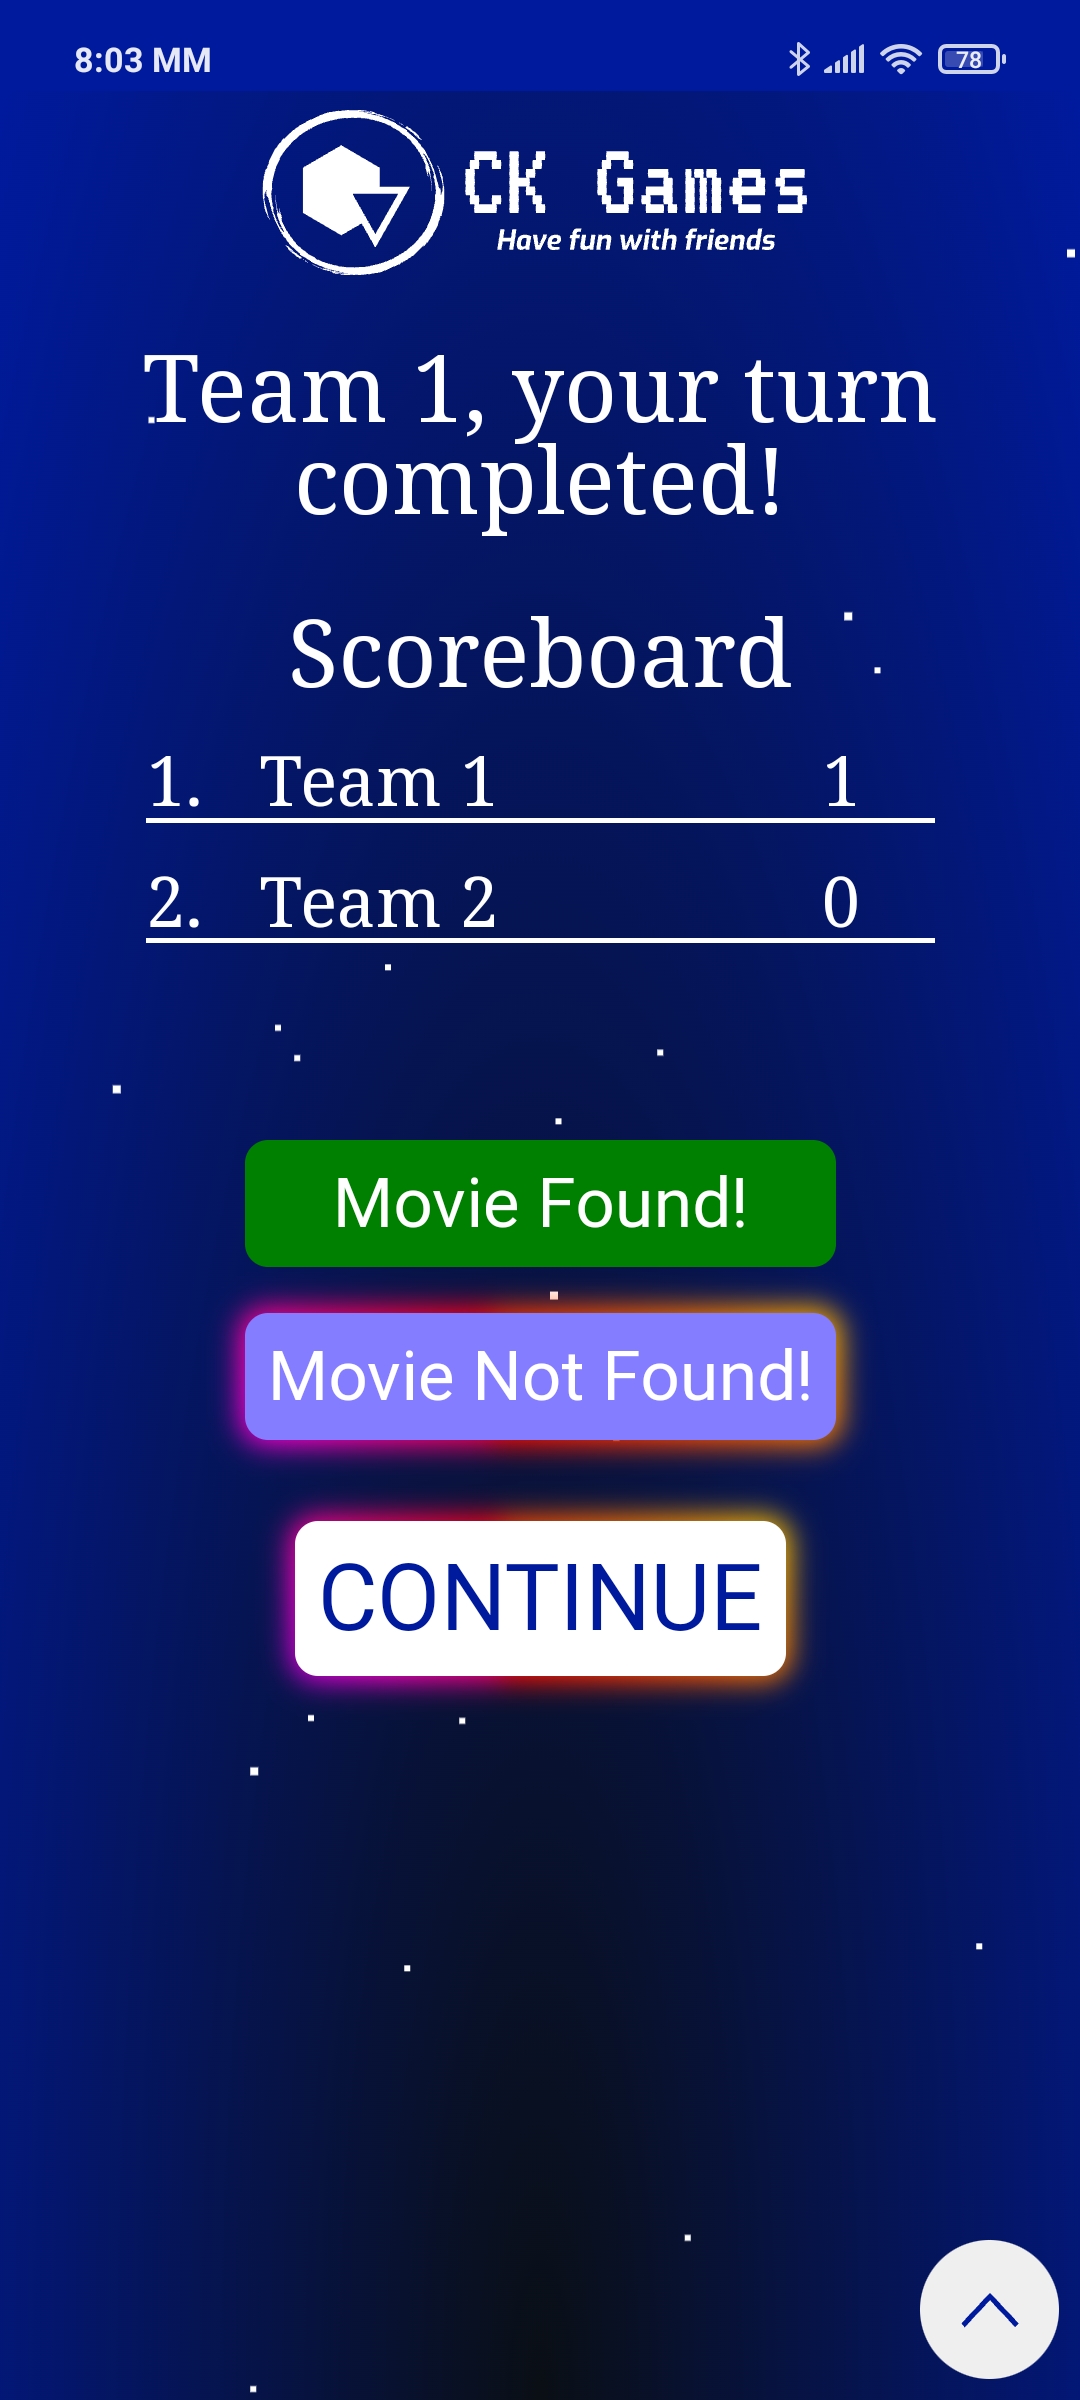 8:03 MM
78
CK Games
Have fun with friends
Team 1, your turn
completed!
Scoreboard
1. Team 1 1
2. Team 2 0
Movie Found!
Movie Not Found!
CONTINUE